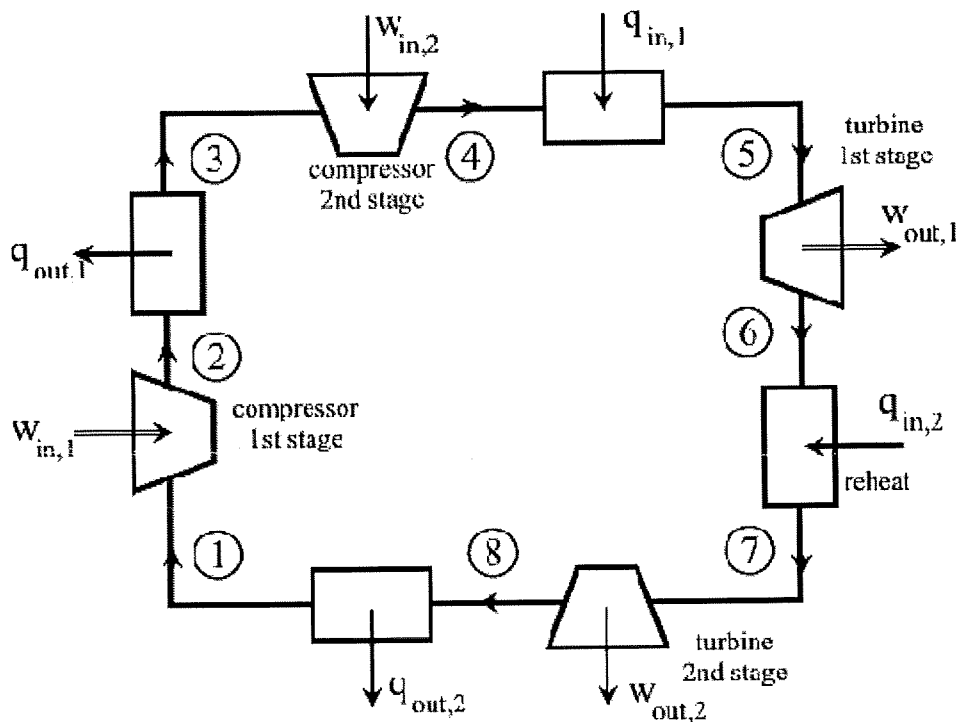 w in,2
q in,1
3
compressor
2nd stage
4
5
turbine
1st stage
q out,1
w out,1
2
6
compressor
1st stage
w in,1
q in,2
reheat
1
8
7
q out,2
w out,2
turbine
2nd stage